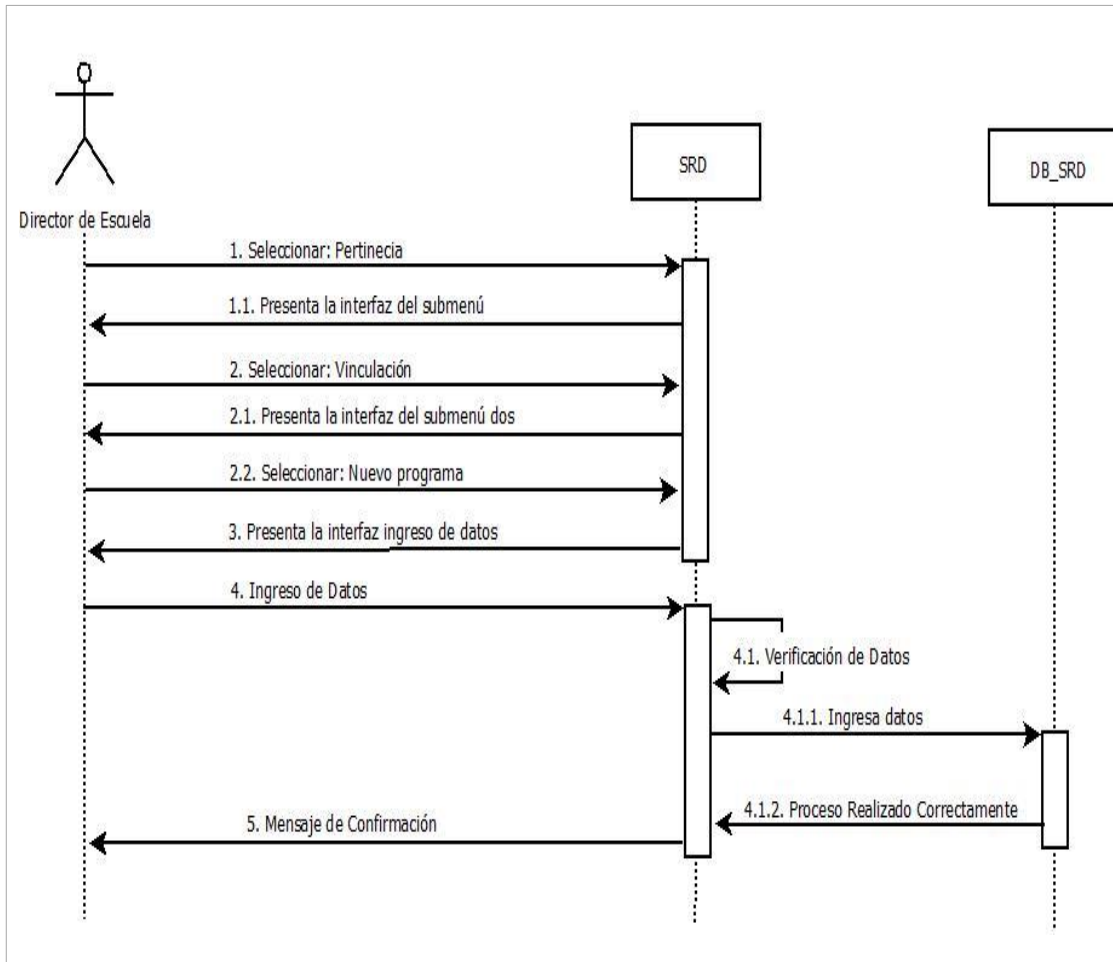 SRD
DB_SRD
Director de Escuela
1. Seleccionar: Pertinecia
1.1. Presenta la interfaz del submenú
2. Seleccionar: Vinculación
2.1. Presenta la interfaz del submenú dos
2.2. Seleccionar: Nuevo programa
3. Presenta la interfaz ingreso de datos
4. Ingreso de Datos
4.1. Verificación de Datos
4.1.1. Ingresa datos
4.1.2. Proceso Realizado Correctamente
5. Mensaje de Confirmación